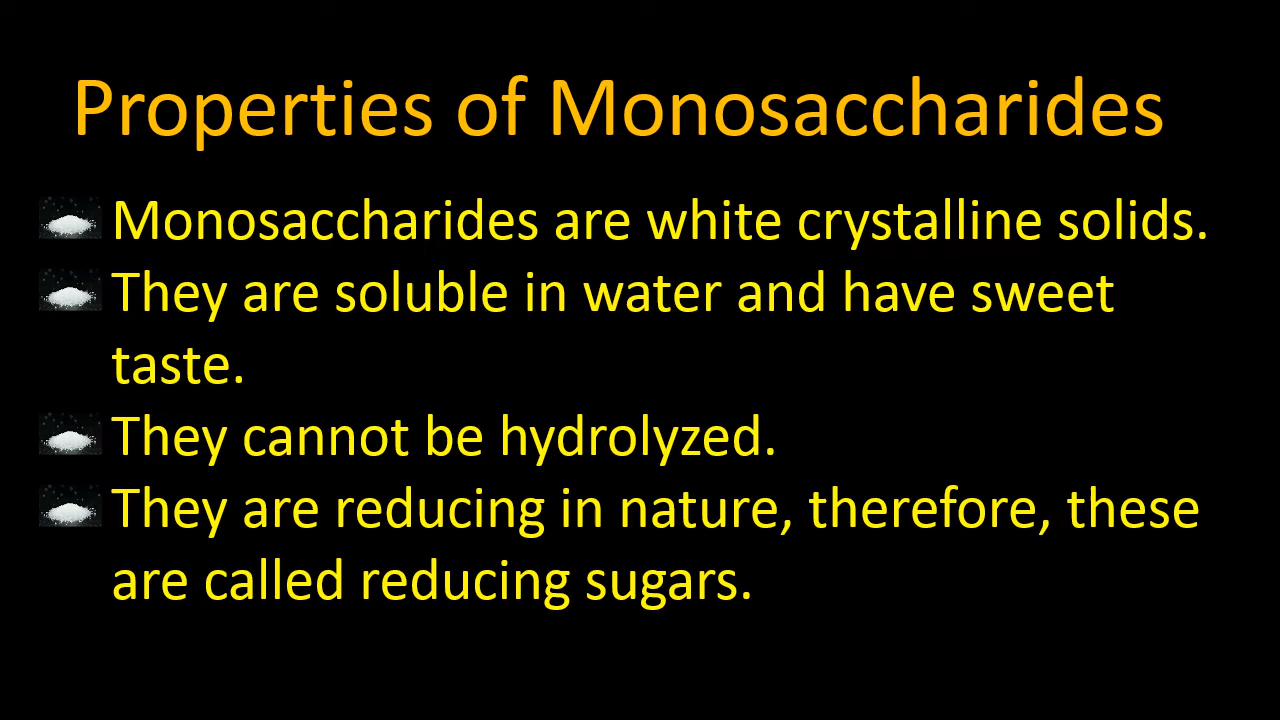 Properties of Monosaccharides
Monosaccharides are white crystalline solids.
They are soluble in water and have sweet
taste.
They cannot be hydrolyzed.
They are reducing in nature, therefore, these
are called reducing sugars.